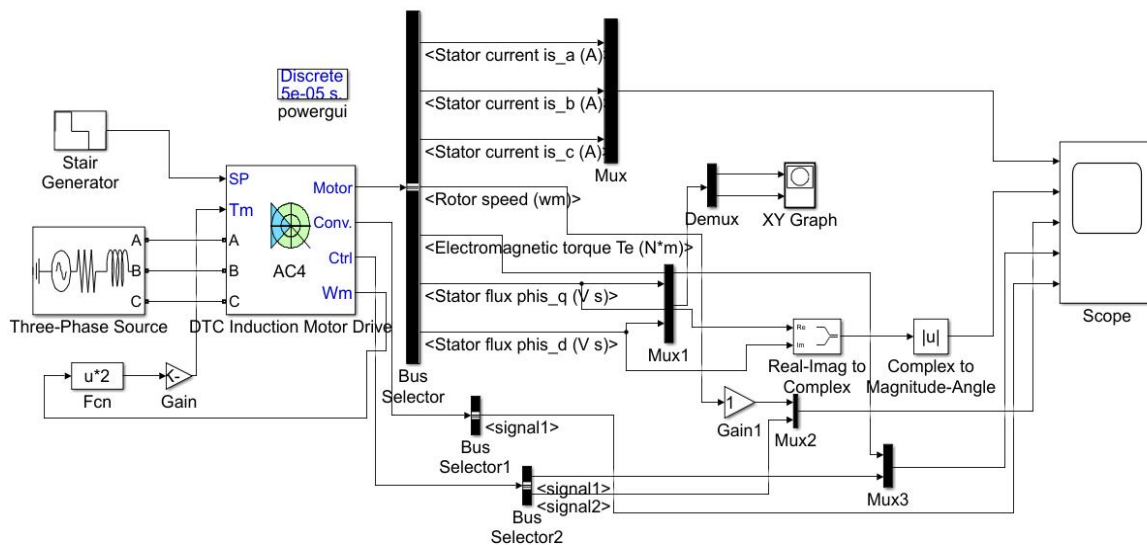 <Stator current is_a (A)>
Discrete
5e-05 s.
powergui
<Stator current is_b (A)>
Stair
Generator
<Stator current is_c (A)>
Mux
SP
Motor
<Rotor speed (wm)>
Demux
XY Graph
Tm
Conv.
A
A
<Electromagnetic torque Te (N*m)>
AC4
Ctrl
B
B
Wm
<Stator flux phis_q (V s)>
C
C
Three-Phase Source
DTC Induction Motor Drive
Scope
Re
Im
|u|
<Stator flux phis_d (V s)>
Mux1
Real-Imag to
Complex
Complex to
Magnitude-Angle
u*2
K-
Fcn
Gain
Bus
Selector
1
Gain1
Mux2
<signal1>
Bus
Selector1
Mux3
<signal1>
<signal2>
Bus
Selector2